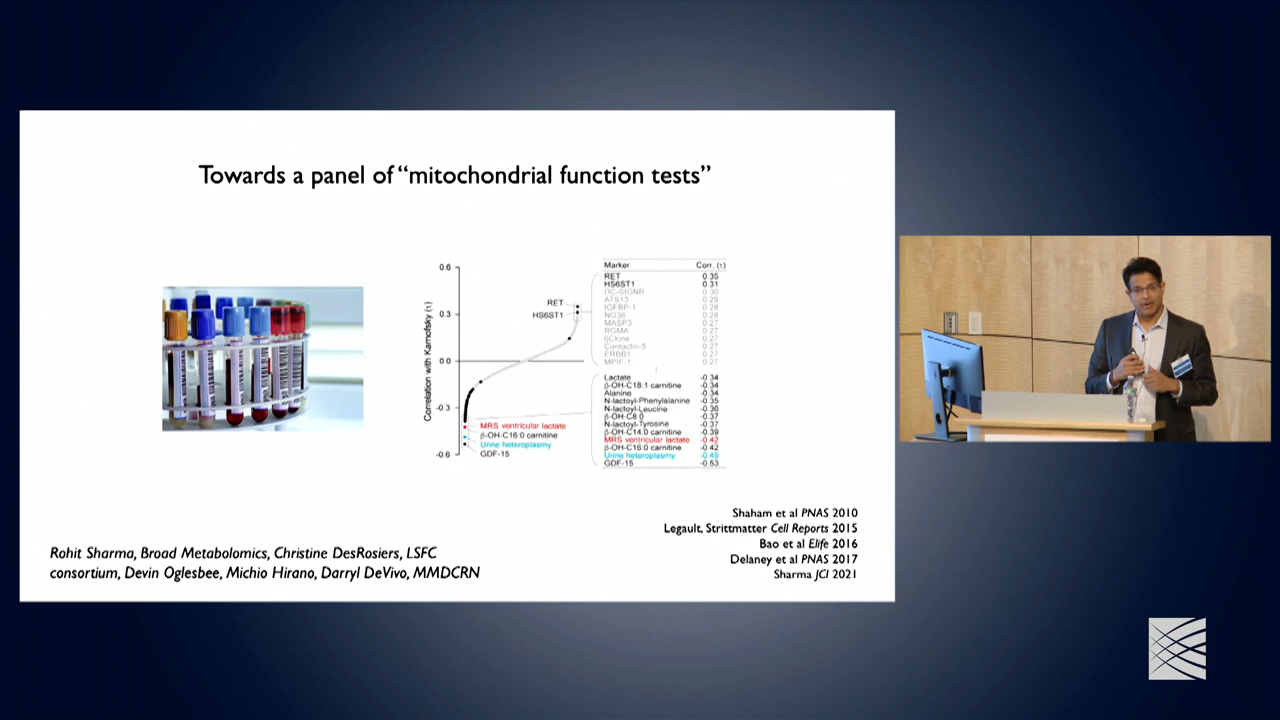 Towards a panel of “mitochondrial function tests”
0.6
0.3
0.0
-0.3
-0.6
Correlation with Karnofsky (τ)
RET
HS6ST1
MRS ventricular lactate
β-OH-C16:0 carnitine
Urine heteroplasmy
GDF-15
Marker Corr. (τ)
RET 0.35
HS6ST1 0.31
DC-SIGNR 0.30
ATS13 0.29
IGFBP-1 0.28
NG36 0.28
MASP3 0.27
RGMA 0.27
6Ckine 0.27
Contactin-5 0.27
ERBB1 0.27
MPIF-1 0.27
Lactate -0.34
β-OH-C18:1 carnitine -0.34
Alanine -0.34
N-lactoyl-Phenylalanine -0.35
N-lactoyl-Leucine -0.36
β-OH-C8:0 -0.37
N-lactoyl-Tyrosine -0.37
β-OH-C14:0 carnitine -0.39
MRS ventricular lactate -0.42
β-OH-C16:0 carnitine -0.42
Urine heteroplasmy -0.49
GDF-15 -0.53
Shaham et al PNAS 2010
Legault, Strittmatter Cell Reports 2015
Bao et al Elife 2016
Delaney et al PNAS 2017
Sharma JCI 2021
Rohit Sharma, Broad Metabolomics, Christine DesRosiers, LSFC
consortium, Devin Oglesbee, Michio Hirano, Darryl DeVivo, MMDCRN